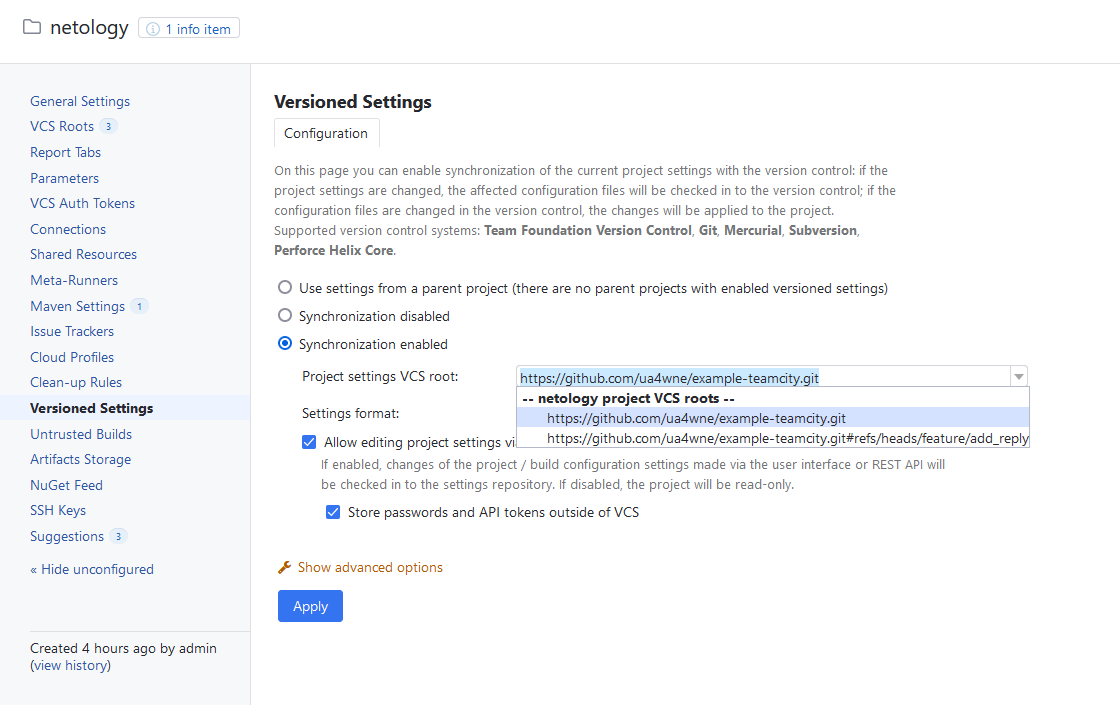 netology
1 info item
General Settings
VCS Roots 3
Report Tabs
Parameters
VCS Auth Tokens
Connections
Shared Resources
Meta-Runners
Maven Settings 1
Issue Trackers
Cloud Profiles
Clean-up Rules
Versioned Settings
Untrusted Builds
Artifacts Storage
NuGet Feed
SSH Keys
Suggestions 3
« Hide unconfigured
Created 4 hours ago by admin
(view history)
Versioned Settings
Configuration
On this page you can enable synchronization of the current project settings with the version control: if the
project settings are changed, the affected configuration files will be checked in to the version control; if the
configuration files are changed in the version control, the changes will be applied to the project.
Supported version control systems: Team Foundation Version Control, Git, Mercurial, Subversion,
Perforce Helix Core.
Use settings from a parent project (there are no parent projects with enabled versioned settings)
Synchronization disabled
Synchronization enabled
Project settings VCS root:
https://github.com/ua4wne/example-teamcity.git
-- netology project VCS roots --
https://github.com/ua4wne/example-teamcity.git
https://github.com/ua4wne/example-teamcity.git#refs/heads/feature/add_reply
Settings format:
Allow editing project settings vi
If enabled, changes of the project / build configuration settings made via the user interface or REST API will
be checked in to the settings repository. If disabled, the project will be read-only.
Store passwords and API tokens outside of VCS
Show advanced options
Apply